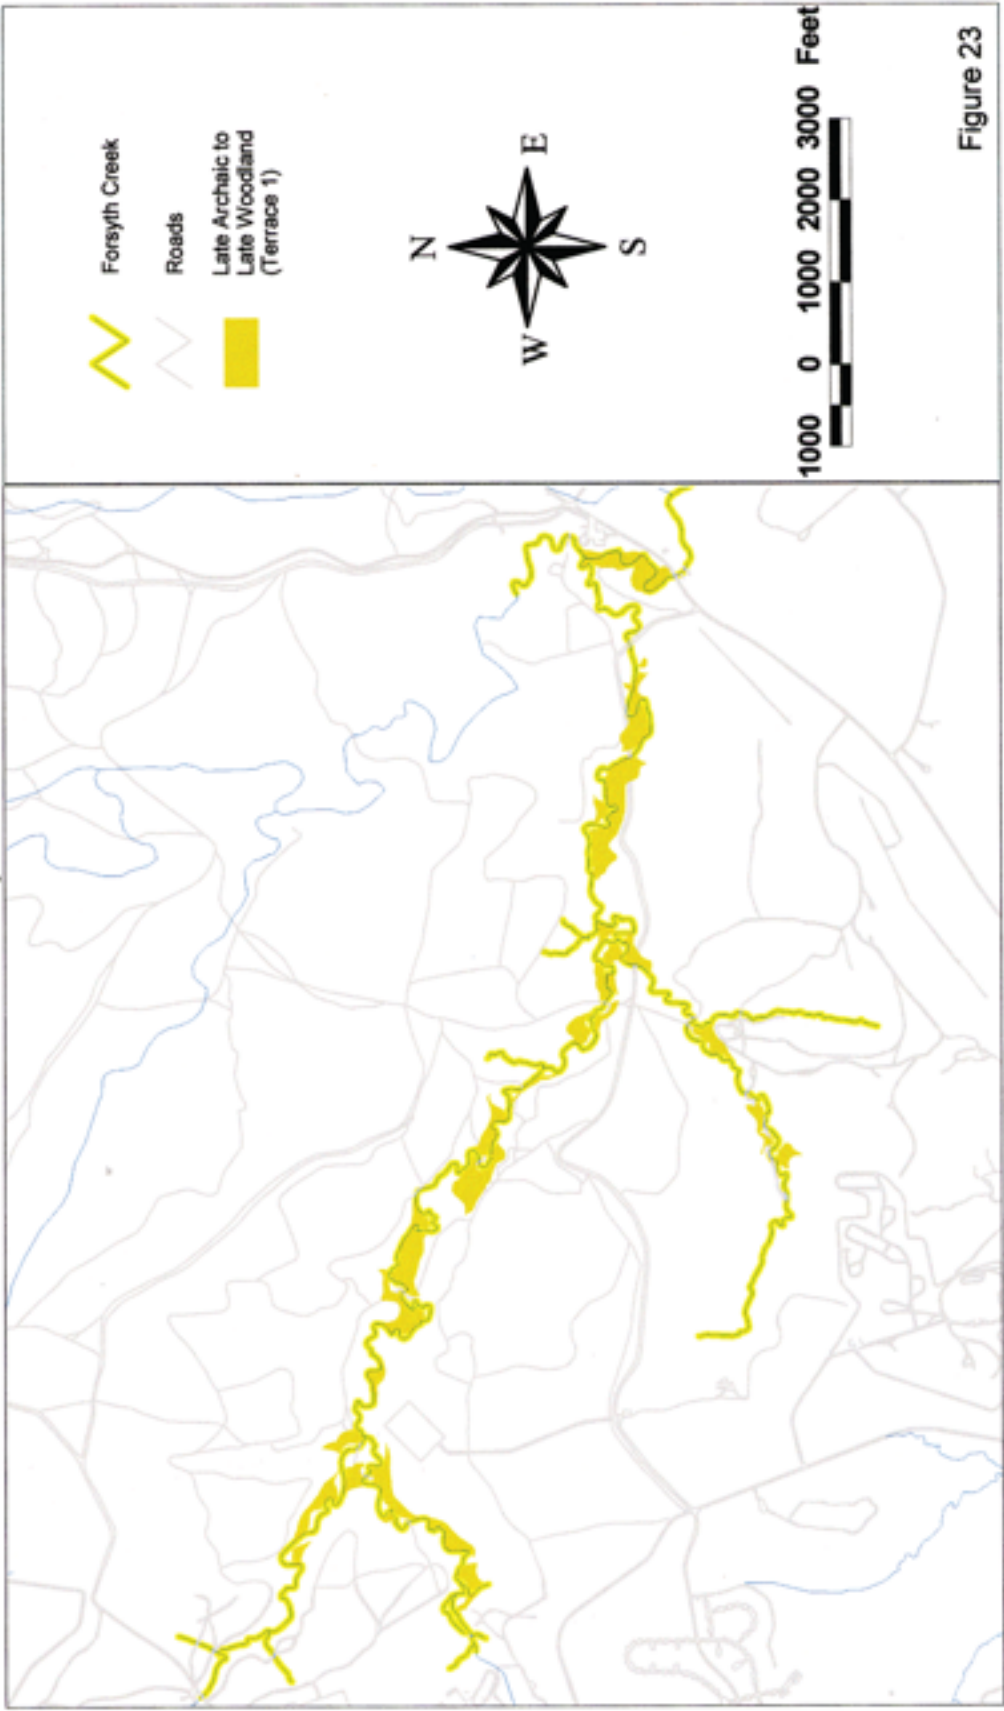 Forsyth Creek
Roads
Late Archaic to
Late Woodland
(Terrace 1)
N
W
E
S
1000 0 1000 2000 3000 Feet
Figure 23